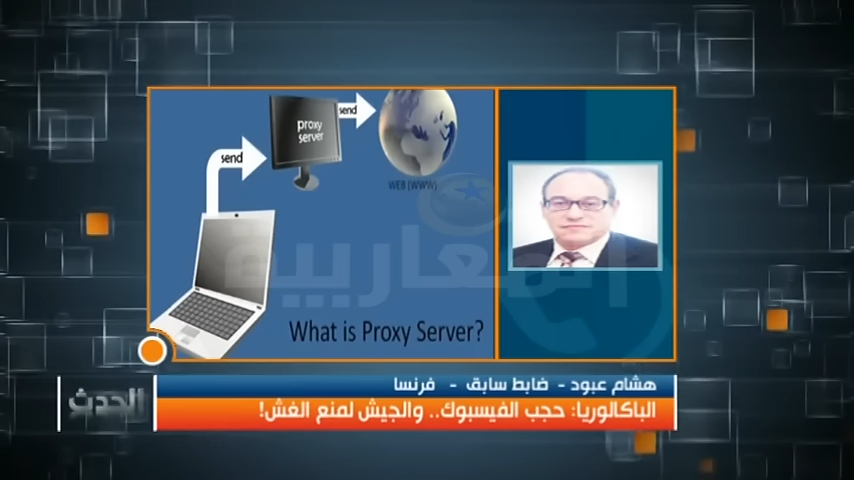 send
proxy
server
send
WEB (WWW)
What is Proxy Server?
المغاربية
هشام عبود - ضابط سابق - فرنسا
الباكالوريا: حجب الفيسبوك.. والجيش لمنع الغش!
الحدث